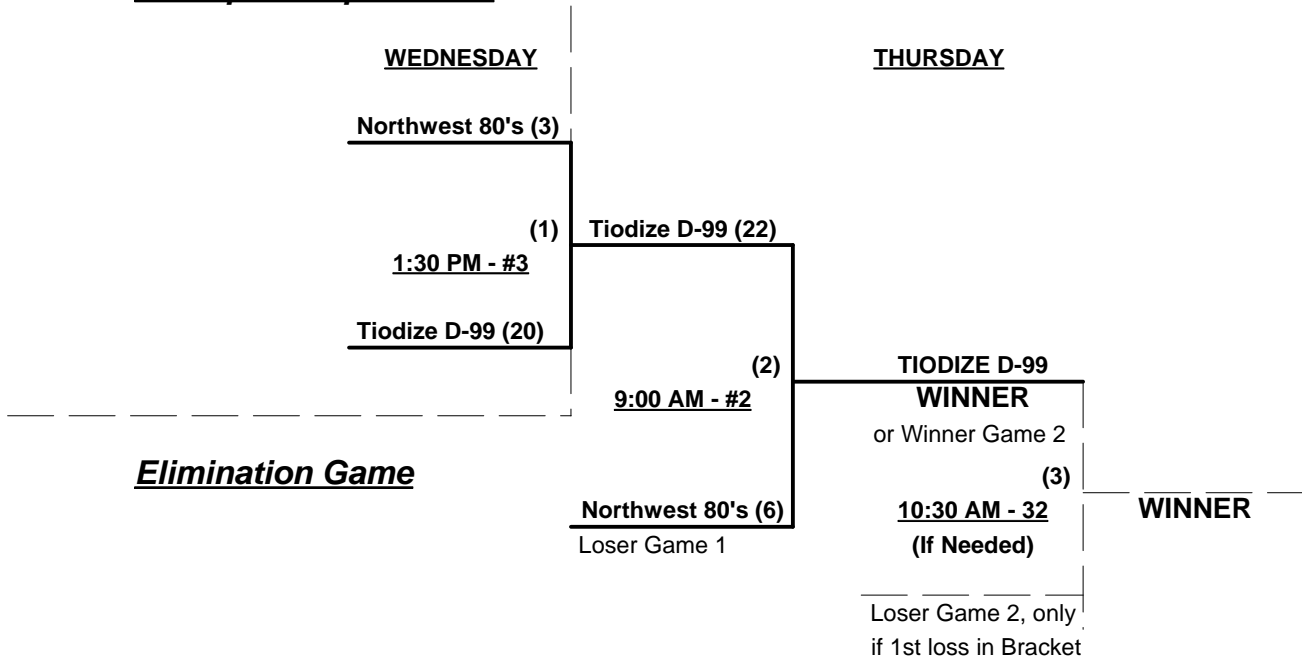 WEDNESDAY
THURSDAY
Northwest 80's (3)
(1)
Tiodize D-99 (22)
1:30 PM - #3
Tiodize D-99 (20)
(2)
TIODIZE D-99
9:00 AM - #2
WINNER
or Winner Game 2
Elimination Game
(3)
Northwest 80's (6)
10:30 AM - 32
WINNER
Loser Game 1
(If Needed)
Loser Game 2, only
if 1st loss in Bracket